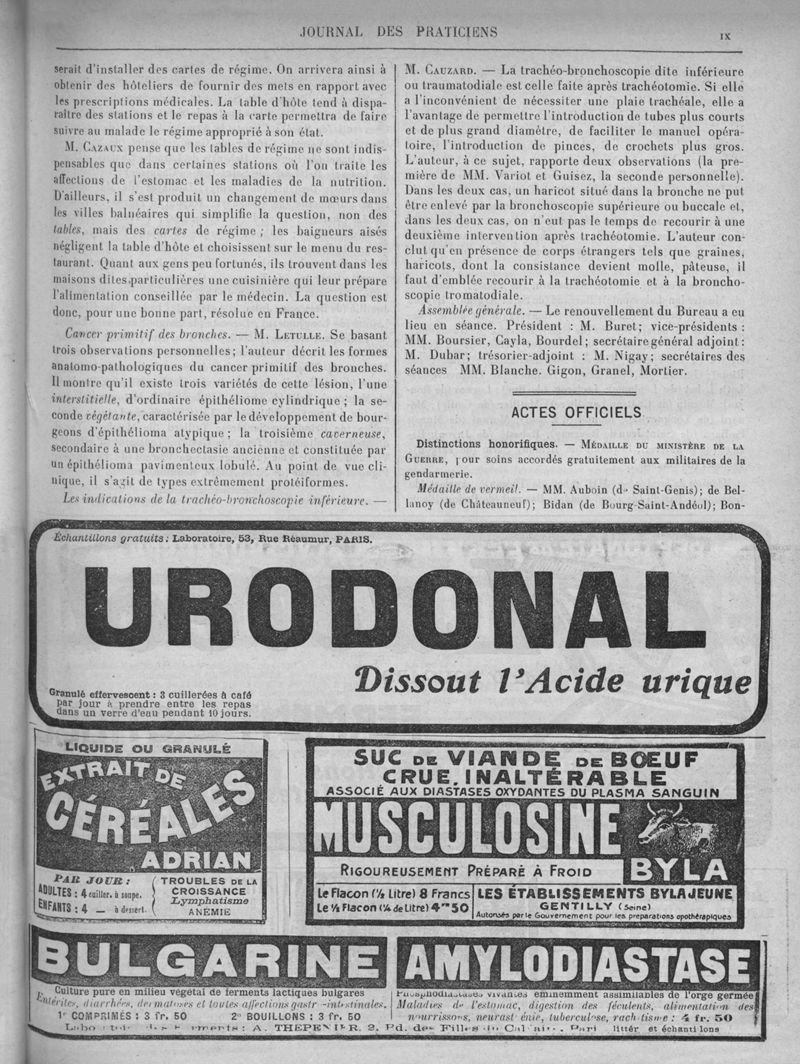 JOURNAL DES PRATICIENS
IX
serait d'installer des cartes de régime. On arrivera ainsi à
obtenir des hôteliers de fournir des mets en rapport avec
les prescriptions médicales. La table d'hôte tend à dispa-
raître des stations et le repas à la carte permettra de faire
suivre au malade le régime approprié à son état.
M. CAZAUX pense que les tables de régime ne sont indis-
pensables que dans certaines stations où l'on traite les
affections de l'estomac et les maladies de la nutrition.
D'ailleurs, il s'est produit un changement de mœurs dans
les villes balnéaires qui simplifie la question, non des
tables, mais des cartes de régime ; les baigneurs aisés
négligent la table d'hôte et choisissent sur le menu du res-
taurant. Quant aux gens peu fortunés, ils trouvent dans les
maisons dites particulières une cuisinière qui leur prépare
l'alimentation conseillée par le médecin. La question est
donc, pour une bonne part, résolue en France.
Cancer primitif des bronches. — M. LETULLE. Se basant
trois observations personnelles ; l'auteur décrit les formes
anatomo-pathologiques du cancer primitif des bronches.
Il montre qu'il existe trois variétés de cette lésion, l'une
interstitielle, d'ordinaire épithéliome cylindrique ; la se-
conde végétante, caractérisée par le développement de bour-
geons d'épithélioma atypique ; la troisième caverneuse,
secondaire à une bronchectasie ancienne et constituée par
un épithélioma pavimenteux lobulé. Au point de vue cli-
nique, il s'agit de types extrêmement protéiformes.
Les indications de la trachéo-bronchoscopie inférieure. —
M. CAUZARD. — La trachéo-bronchoscopie dite inférieure
ou traumatodiale est celle faite après trachéotomie. Si elle
a l'inconvénient de nécessiter une plaie trachéale, elle a
l'avantage de permettre l'introduction de tubes plus courts
et de plus grand diamètre, de faciliter le manuel opéra-
toire, l'introduction de pinces, de crochets plus gros.
L'auteur, à ce sujet, rapporte deux observations (la pre-
mière de MM. Variot et Guisez, la seconde personnelle).
Dans les deux cas, un haricot situé dans la bronche ne put
être enlevé par la bronchoscopie supérieure ou buccale et,
dans les deux cas, on n'eut pas le temps de recourir à une
deuxième intervention après trachéotomie. L'auteur con-
clut qu'en présence de corps étrangers tels que graines,
haricots, dont la consistance devient molle, pâteuse, il
faut d'emblée recourir à la trachéotomie et à la broncho-
scopie tromatodiale.
Assemblée générale. — Le renouvellement du Bureau a eu
lieu en séance. Président : M. Buret ; vice-présidents :
MM. Boursier, Cayla, Bourdel ; secrétaire général adjoint :
M. Dubar ; trésorier-adjoint : M. Nigay ; secrétaires des
séances MM. Blanche. Gigon, Granel, Mortier.
ACTES OFFICIELS
Distinctions honorifiques. — MÉDAILLE DU MINISTÈRE DE LA
GUERRE, pour soins accordés gratuitement aux militaires de la
gendarmerie.
Médaille de vermeil. — MM. Auboin (de Saint-Genis) ; de Bel-
lanoy (de Châteauneuf) ; Bidan (de Bourg-Saint-Andéol) ; Bon-
Échantillons gratuits : Laboratoire, 53, Rue Réaumur, PARIS.
URODONAL
Dissout l'Acide urique
Granulé effervescent : 3 cuillerées à café
par jour à prendre entre les repas
dans un verre d'eau pendant 10 jours.
LIQUIDE OU GRANULÉ
EXTRAIT DE
CÉRÉALES
ADRIAN
PAR JOUR :
ADULTES : 4 cuiller. à soupe.
ENFANTS : 4 — à dessert.
TROUBLES DE LA
CROISSANCE
Lymphatisme
ANÉMIE
SUC DE VIANDE DE BŒUF
CRUE, INALTÉRABLE
ASSOCIÉ AUX DIASTASES OXYDANTES DU PLASMA SANGUIN
MUSCULOSINE
BYLA
RIGOUREUSEMENT PRÉPARÉ À FROID
Le Flacon (½ Litre) 8 Francs
Le ½ Flacon (¼ de Litre) 4 frs 50
LES ÉTABLISSEMENTS BYLA JEUNE
GENTILLY (Seine)
Autorisés par le Gouvernement pour les préparations opothérapiques
BULGARINE
Culture pure en milieu végétal de ferments lactiques bulgares
Entérites, diarrhées, dermatoses et toutes affections gastro-intestinales.
1° COMPRIMÉS : 3 fr. 50 2° BOUILLONS : 3 fr. 50
AMYLODIASTASE
Phosphodiastases vivantes éminemment assimilables de l'orge germée
Maladies de l'estomac, digestion des féculents, alimentation des
nourrissons, neurasthénie, tuberculose, rachitisme : 4 fr. 50
A. THÉPENIER, 2, Bd. des Filles du Calvaire, Paris littér et échantillons